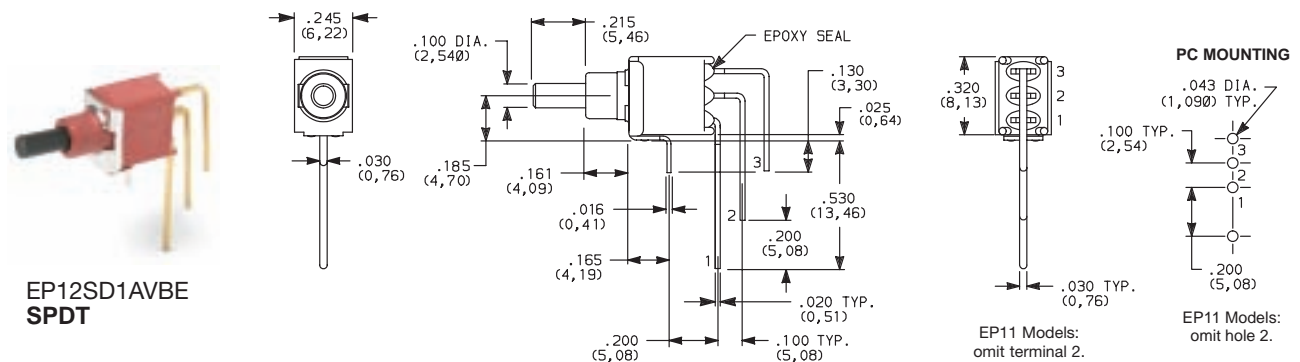 EP12SD1AVBE
SPDT
.245
(6,22)
.030
(0,76)
.215
(5,46)
.100 DIA.
(2,54Ø)
EPOXY SEAL
.130
(3,30)
.025
(0,64)
.185
(4,70)
.161
(4,09)
.016
(0,41)
.165
(4,19)
3
2
1
.530
(13,46)
.200
(5,08)
.020 TYP.
(0,51)
.200
(5,08)
.100 TYP.
(5,08)
.320
(8,13)
3
2
1
.030 TYP.
(0,76)
EP11 Models:
omit terminal 2.
PC MOUNTING
.043 DIA.
(1,09Ø) TYP.
.100 TYP.
(2,54)
3
2
1
.200
(5,08)
EP11 Models:
omit hole 2.